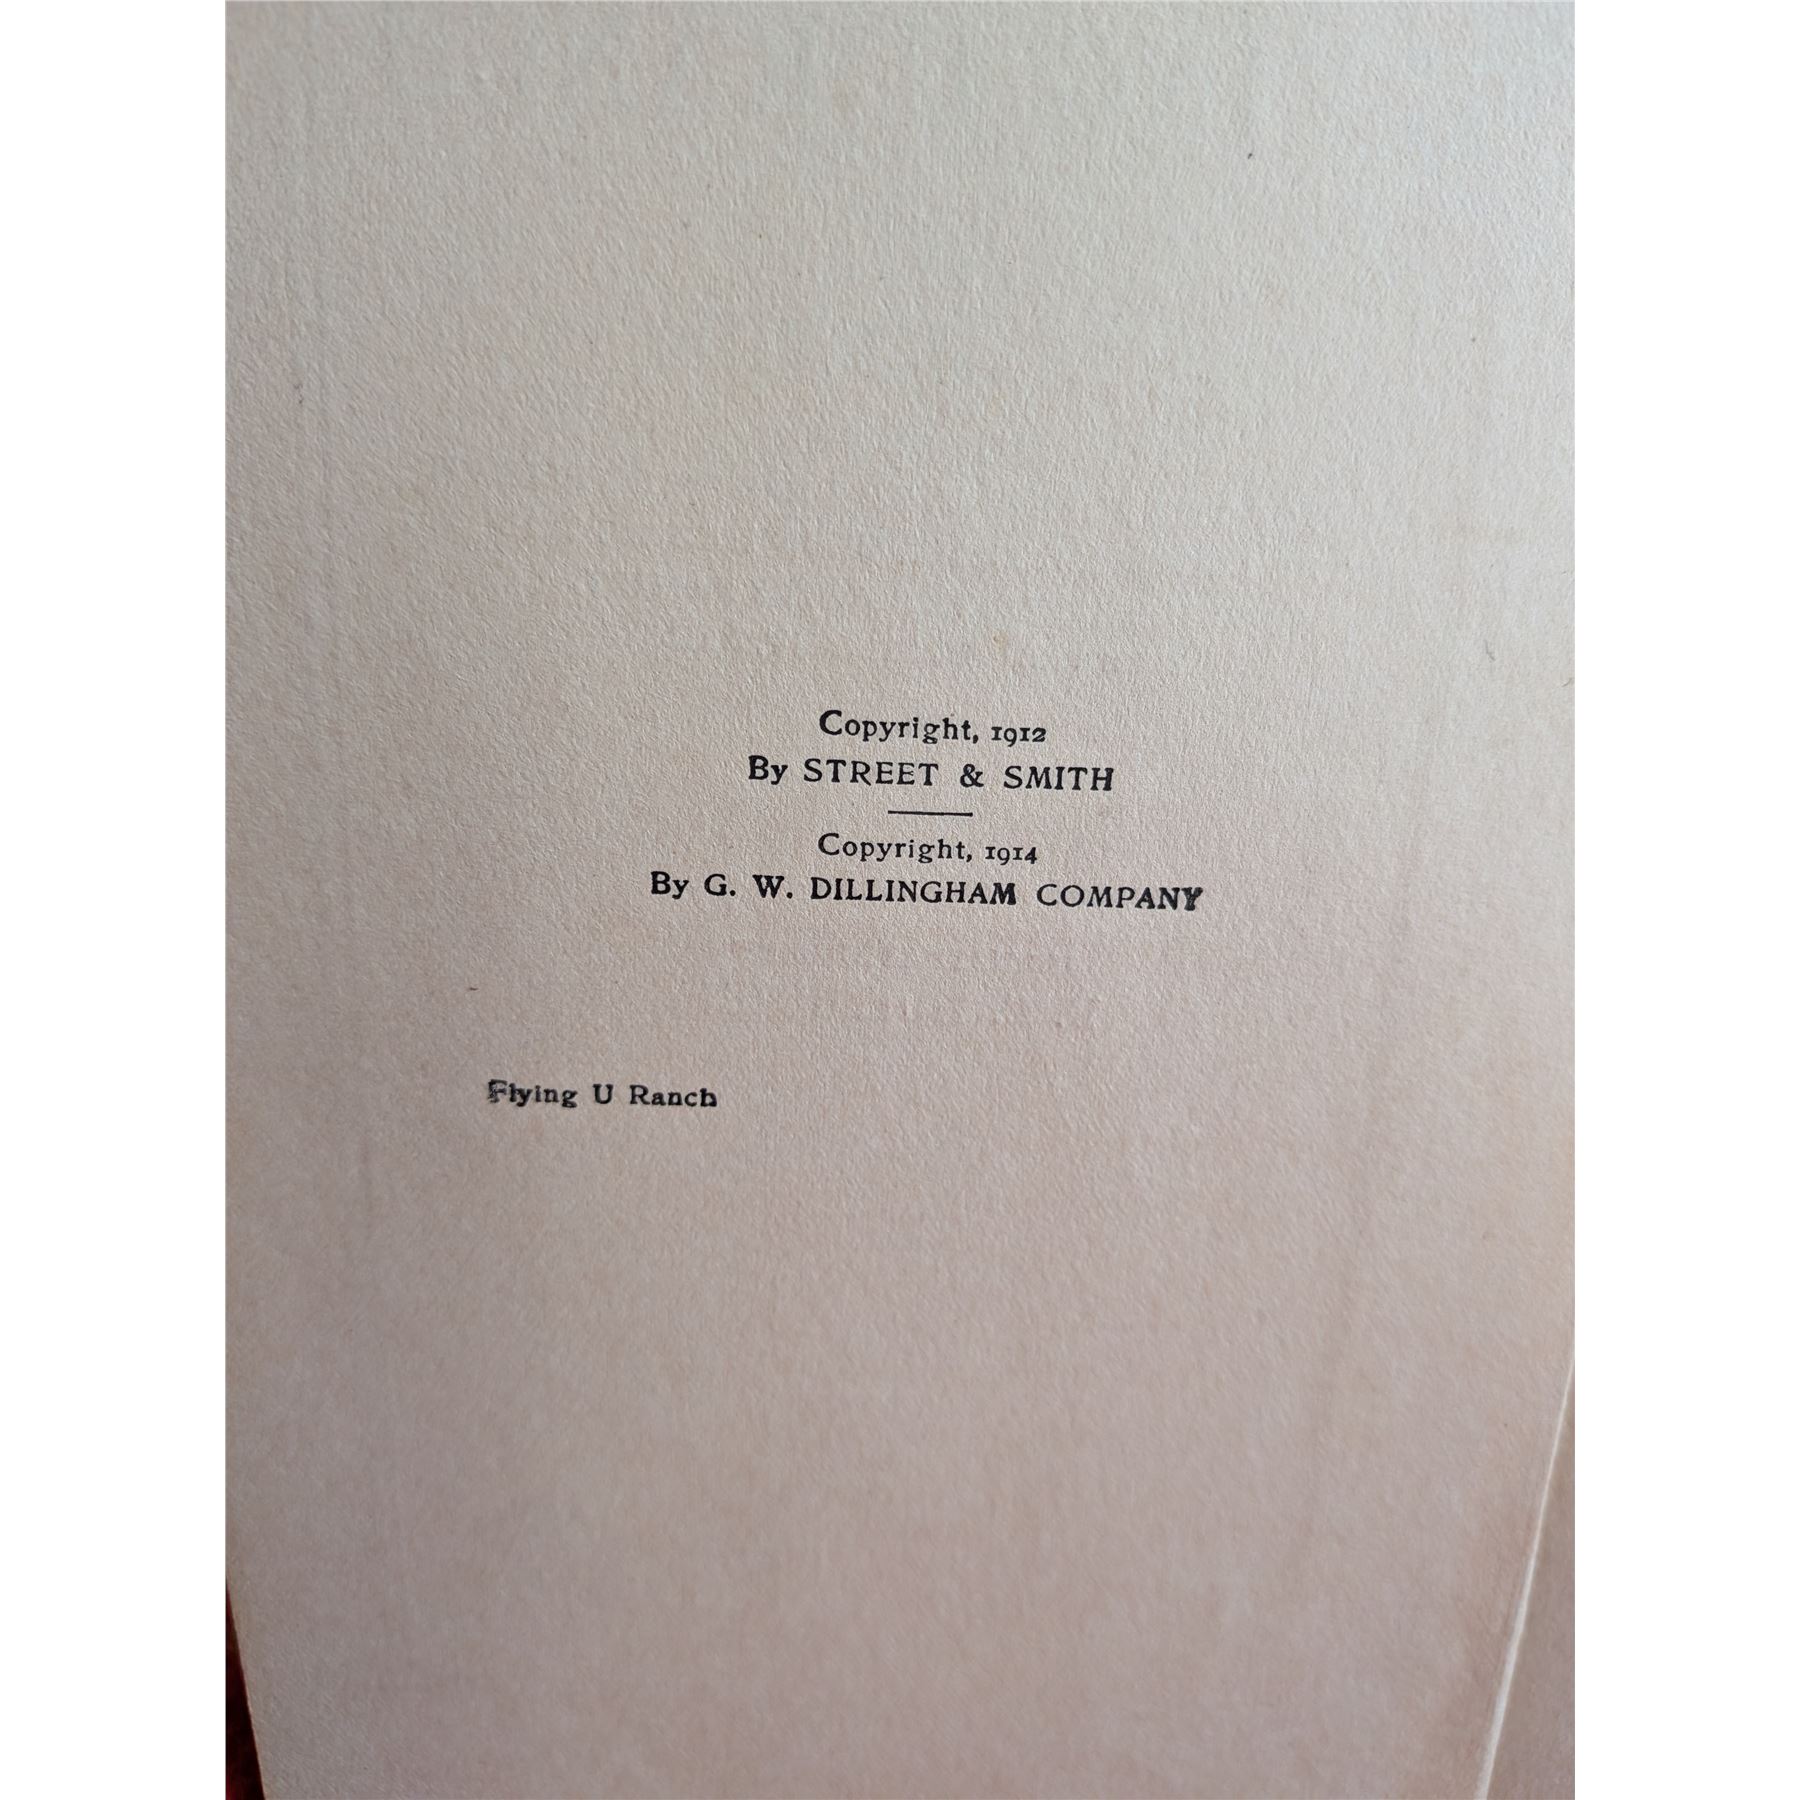 Copyright, 1912
By STREET & SMITH
Copyright, 1914
By G. W. DILLINGHAM COMPANY
Flying U Ranch